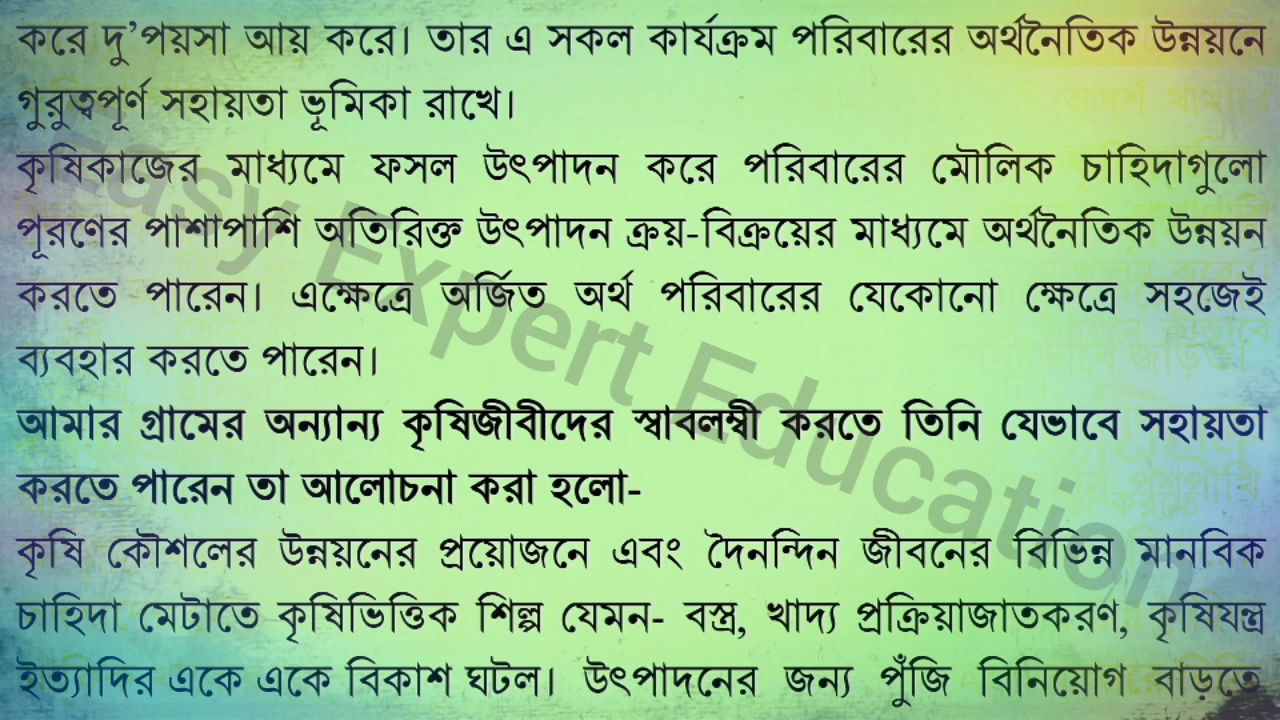 করে দু’পয়সা আয় করে। তার এ সকল কার্যক্রম পরিবারের অর্থনৈতিক উন্নয়নে
গুরুত্বপূর্ণ সহায়তা ভূমিকা রাখে।
কৃষিকাজের মাধ্যমে ফসল উৎপাদন করে পরিবারের মৌলিক চাহিদাগুলো
পূরণের পাশাপাশি অতিরিক্ত উৎপাদন ক্রয়-বিক্রয়ের মাধ্যমে অর্থনৈতিক উন্নয়ন
করতে পারেন। এক্ষেত্রে অর্জিত অর্থ পরিবারের যেকোনো ক্ষেত্রে সহজেই
ব্যবহার করতে পারেন।
আমার গ্রামের অন্যান্য কৃষিজীবীদের স্বাবলম্বী করতে তিনি যেভাবে সহায়তা
করতে পারেন তা আলোচনা করা হলো-
কৃষি কৌশলের উন্নয়নের প্রয়োজনে এবং দৈনন্দিন জীবনের বিভিন্ন মানবিক
চাহিদা মেটাতে কৃষিভিত্তিক শিল্প যেমন- বস্ত্র, খাদ্য প্রক্রিয়াজাতকরণ, কৃষিযন্ত্র
ইত্যাদির একে একে বিকাশ ঘটল। উৎপাদনের জন্য পুঁজি বিনিয়োগ বাড়তে
Easy Expert Education